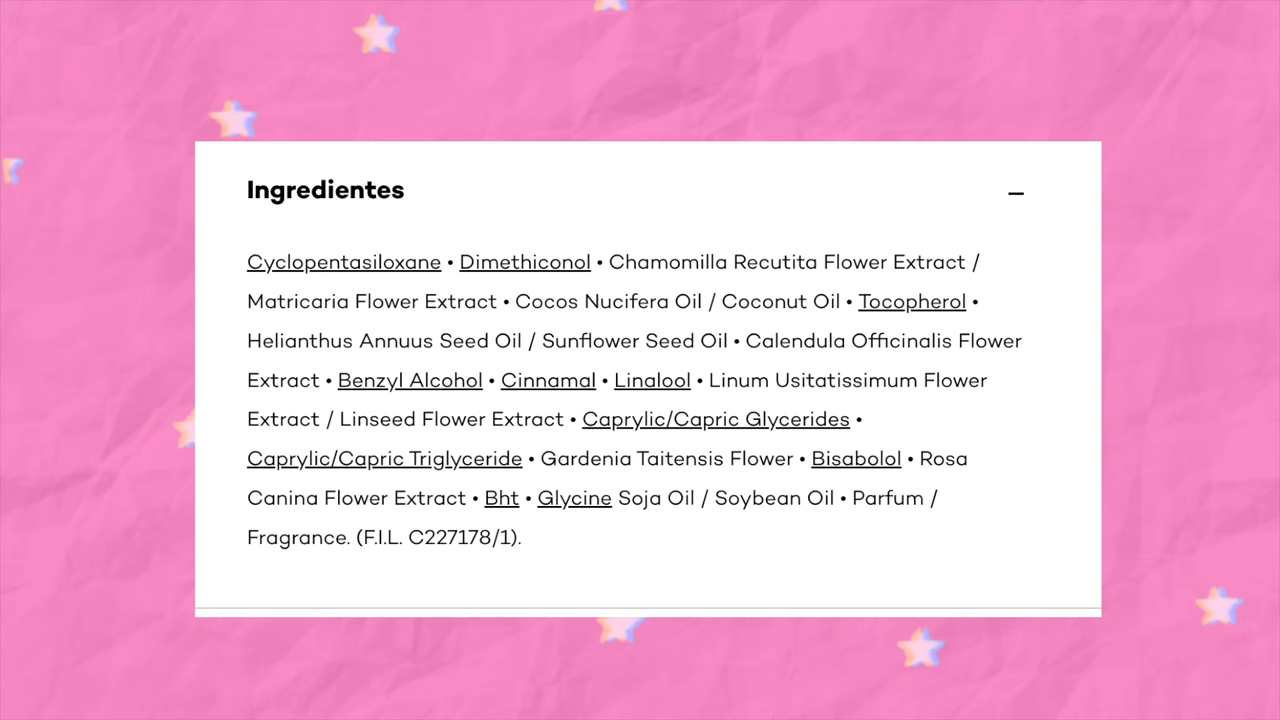 Ingredientes
Cyclopentasiloxane • Dimethiconol • Chamomilla Recutita Flower Extract /
Matricaria Flower Extract • Cocos Nucifera Oil / Coconut Oil • Tocopherol •
Helianthus Annuus Seed Oil / Sunflower Seed Oil • Calendula Officinalis Flower
Extract • Benzyl Alcohol • Cinnamal • Linalool • Linum Usitatissimum Flower
Extract / Linseed Flower Extract • Caprylic/Capric Glycerides •
Caprylic/Capric Triglyceride • Gardenia Taitensis Flower • Bisabolol • Rosa
Canina Flower Extract • Bht • Glycine Soja Oil / Soybean Oil • Parfum /
Fragrance. (F.I.L. C227178/1).